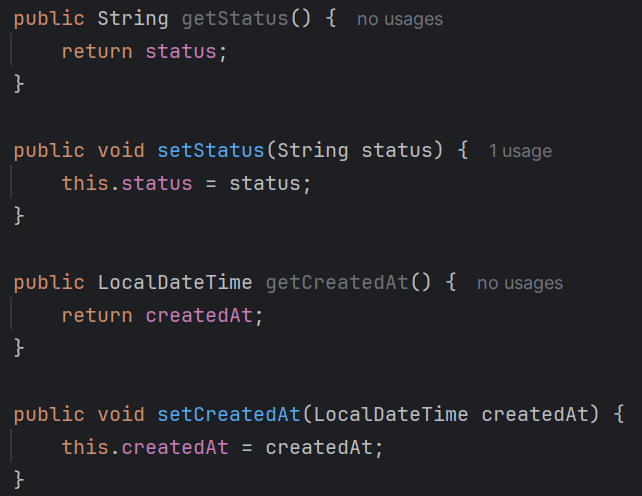 public String getStatus() { no usages
return status;
}
public void setStatus(String status) { 1 usage
this.status = status;
}
public LocalDateTime getCreatedAt() { no usages
return createdAt;
}
public void setCreatedAt(LocalDateTime createdAt) {
this.createdAt = createdAt;
}